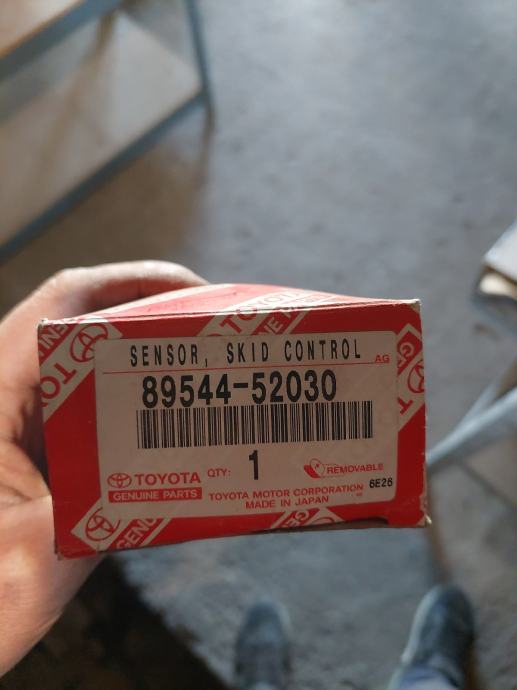 SENSOR, SKID CONTROL
AG
89544-52030
TOYOTA
GENUINE PARTS
QTY: 1
REMOVABLE
TOYOTA MOTOR CORPORATION
MADE IN JAPAN
6E26